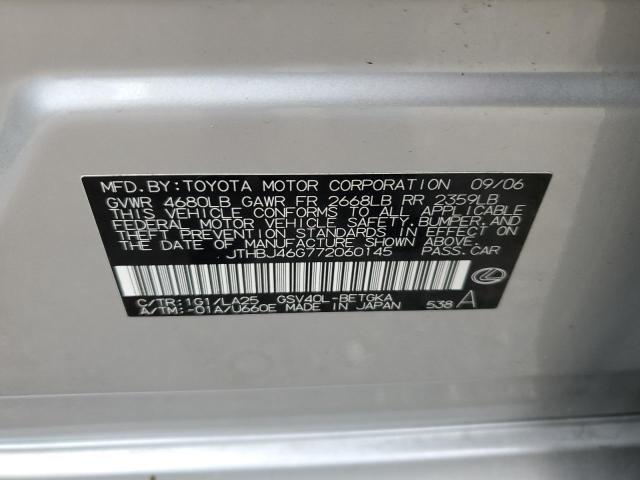 MFD. BY: TOYOTA MOTOR CORPORATION 09/06
GVWR 4680LB GAWR FR 2668LB RR 2359LB
THIS VEHICLE CONFORMS TO ALL APPLICABLE
FEDERAL MOTOR VEHICLE SAFETY, BUMPER, AND
THEFT PREVENTION STANDARDS IN EFFECT ON
THE DATE OF MANUFACTURE SHOWN ABOVE.
JTHBJ46G772060145 PASS. CAR
C/TR: 1G1/LA25 GSV40L-BETGKA
A/TM: -01A/U660E MADE IN JAPAN 538 A